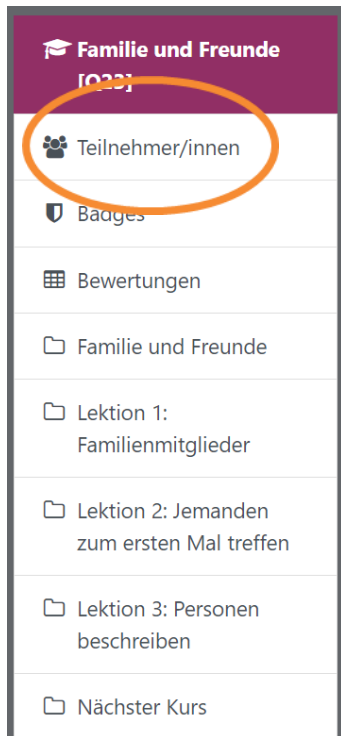 Familie und Freunde
[Q23]
Teilnehmer/innen
Badges
Bewertungen
Familie und Freunde
Lektion 1:
Familienmitglieder
Lektion 2: Jemanden
zum ersten Mal treffen
Lektion 3: Personen
beschreiben
Nächster Kurs